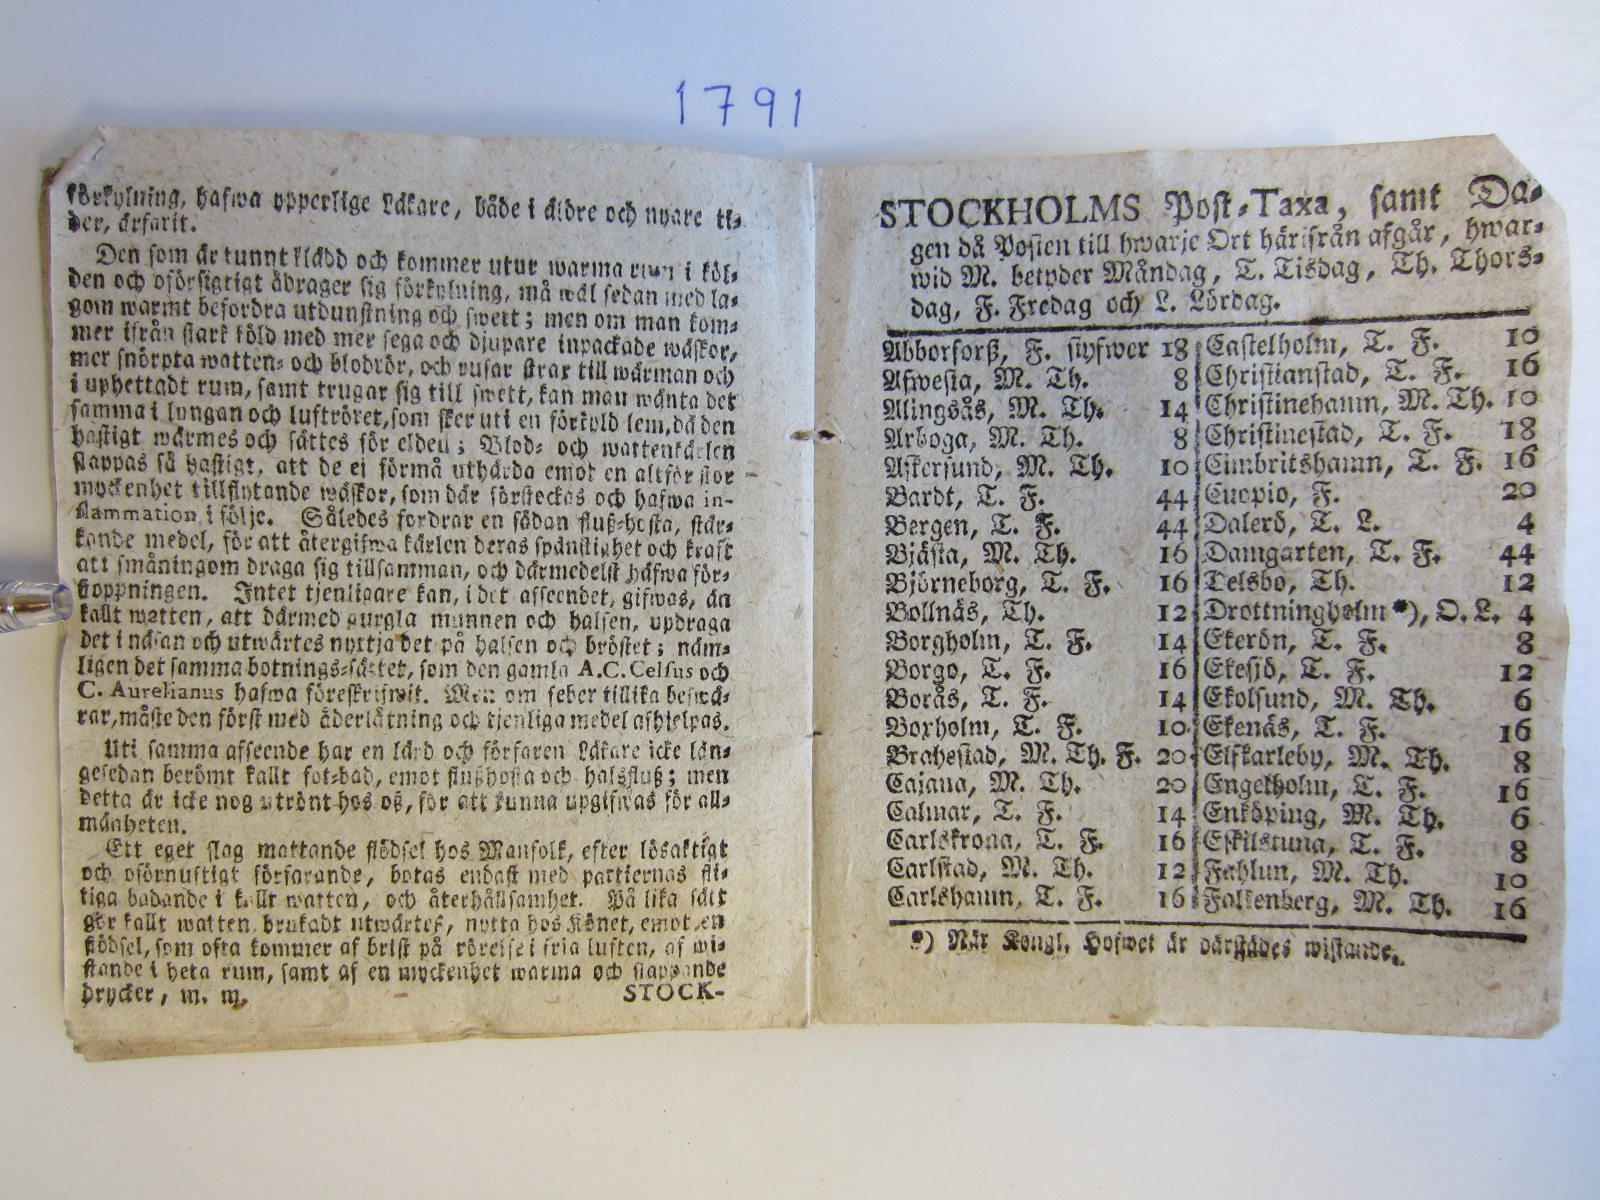 1791
förkylning, hafwa ypperlige Läkare, både i äldre och nyare ti-
der, ärfarit.
Den som är tunnt klädd och kommer utur warma rum i köl-
den och oförsigtigt ådrager sig förkylning, må wäl sedan med la-
gom warmt befordra utdunstning och swett; men om man kom-
mer ifrån stark köld med mer sega och djupare inpackade wäskor,
mer snörpta watten- och blodrör, och rusar strax till wärman och
i uphettadt rum, samt trugar sig till swett, kan man wänta det
samma i lungan och luftröret, som sker uti en förkyld lem, då den
hastigt wärmes och sättes för elden; Blod- och wattenkärlen
slappas så hastigt, att de ei förmå uthärda emot en altför stor
myckenhet tillflytande wäskor, som där försteckas och hafwa in-
flammation i följe. Således fordrar en sådan fluß-hosta, stär-
kande medel, för att återgifwa kärlen deras spänstighet och kraft
att småningom draga sig tillsamman, och därmedelst häfwa för-
stoppningen. Intet tjenligare kan, i det afseendet, gifwas, än
kallt watten, att därmed gurgla munnen och halsen, updraga
det i näsan och utwärtes nyttja det på halsen och bröstet; näm-
ligen det samma botnings-sättet, som den gamla A.C. Celsus och
C. Aurelianus hafwa föreskrifwit. Men om feber tillika beswä-
rar, måste den först med åderlåtning och tjenliga medel afhjelpas.
Uti samma afseende har en lärd och förfaren Läkare icke län-
gesedan berömt kallt fot-bad, emot flußhosta och halsfluß; men
detta är icke nog utrönt hos oß, för att kunna upgifwas för all-
mänheten.
Ett eget slag mattande flödsel hos Manfolk, efter lösaktigt
och oförnuftigt förfarande, botas endast med partiernas fli-
tiga badande i kallt watten, och återhållsamhet. På lika sätt
gör kallt watten, brukadt utwärtes, nytta hos Könet, emot en
flödsel, som ofta kommer af brist på rörelse i fria luften, af wi-
stande i heta rum, samt af en myckenhet warma och slappande
drycker, m. m.
STOCK-
STOCKHOLMS Post-Taxa, samt Da-
gen då Posten till hwarje Ort härifrån afgår, hwar-
wid M. betyder Måndag, T. Tisdag, Th. Thors-
dag, F. Fredag och L. Lördag.
Abborforß, F. styfwer 18
Afwesta, M. Th. 8
Alingsås, M. Th. 14
Arboga, M. Th. 8
Askersund, M. Th. 10
Bardt, T. F. 44
Bergen, T. F. 44
Bjästa, M. Th. 16
Björneborg, T. F. 16
Bollnäs, Th. 12
Borgholm, T. F. 14
Borgo, T. F. 16
Borås, T. F. 14
Boxholm, T. F. 10
Brahestad, M. Th. F. 20
Cajana, M. Th. 20
Calmar, T. F. 14
Carlskrona, T. F. 16
Carlstad, M. Th. 12
Carlshamn, T. F. 16
Castelholm, T. F. 10
Christianstad, T. F. 16
Christinehamn, M. Th. 10
Christinestad, T. F. 18
Cimbritshamn, T. F. 16
Cuopio, F. 20
Dalerö, T. L. 4
Damgarten, T. F. 44
Delsbo, Th. 12
Drottningholm *), O. L. 4
Ekerön, T. F. 8
Ekesjö, T. F. 12
Ekolsund, M. Th. 6
Ekenäs, T. F. 16
Elfkarleby, M. Th. 8
Engelholm, T. F. 16
Enköping, M. Th. 6
Eskilstuna, T. F. 8
Fahlun, M. Th. 10
Falkenberg, M. Th. 16
*) När Kongl. Hofwet är därstädes wistande.